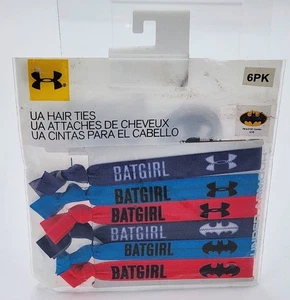 6PK
UA HAIR TIES
UA ATTACHES DE CHEVEUX
UA CINTAS PARA EL CABELLO
BATGIRL
BATGIRL
BATGIRL
BATGIRL
BATGIRL
BATGIRL